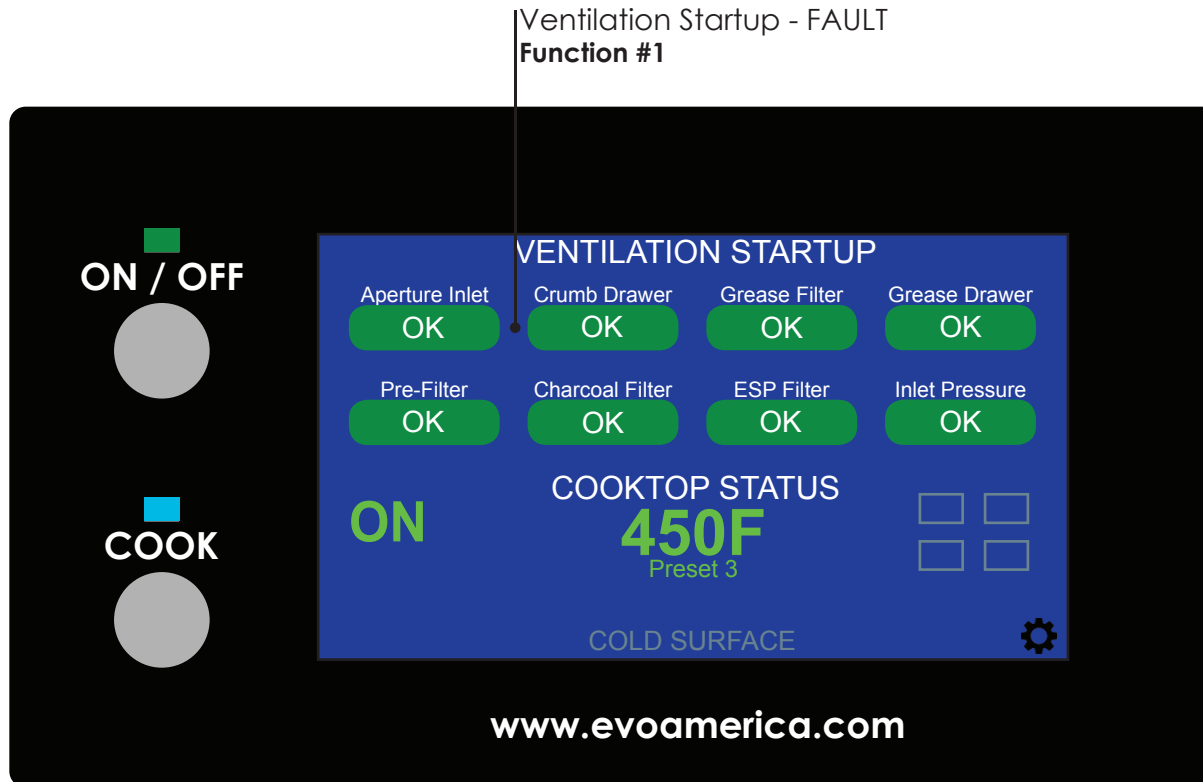 Ventilation Startup - FAULT
Function #1
ON / OFF
VENTILATION STARTUP
Aperture Inlet Crumb Drawer Grease Filter Grease Drawer
OK OK OK OK
Pre-Filter Charcoal Filter ESP Filter Inlet Pressure
OK OK OK OK
COOKTOP STATUS
ON 450F
Preset 3
COOK
COLD SURFACE
www.evoamerica.com